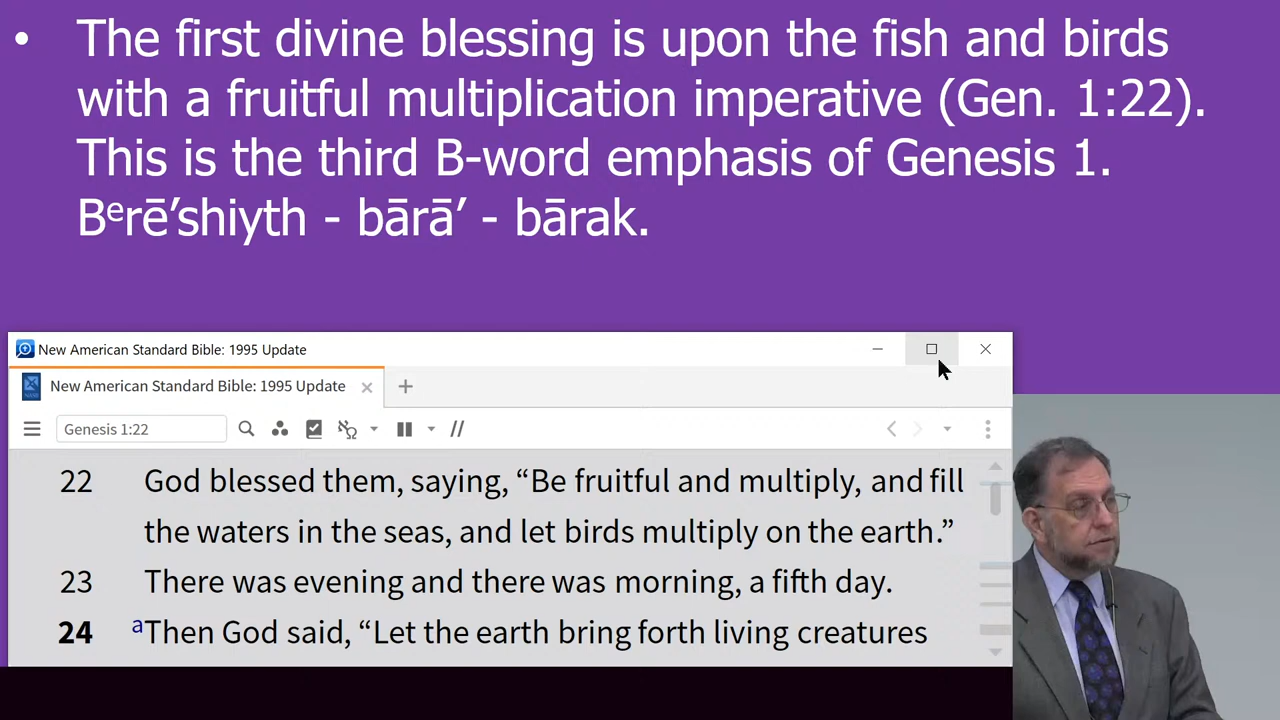 • The first divine blessing is upon the fish and birds
with a fruitful multiplication imperative (Gen. 1:22).
This is the third B-word emphasis of Genesis 1.
Bᵉrē’shiyth - bārā’ - bārak.
New American Standard Bible: 1995 Update
New American Standard Bible: 1995 Update
Genesis 1:22
22 God blessed them, saying, “Be fruitful and multiply, and fill
the waters in the seas, and let birds multiply on the earth.”
23 There was evening and there was morning, a fifth day.
24 aThen God said, “Let the earth bring forth living creatures